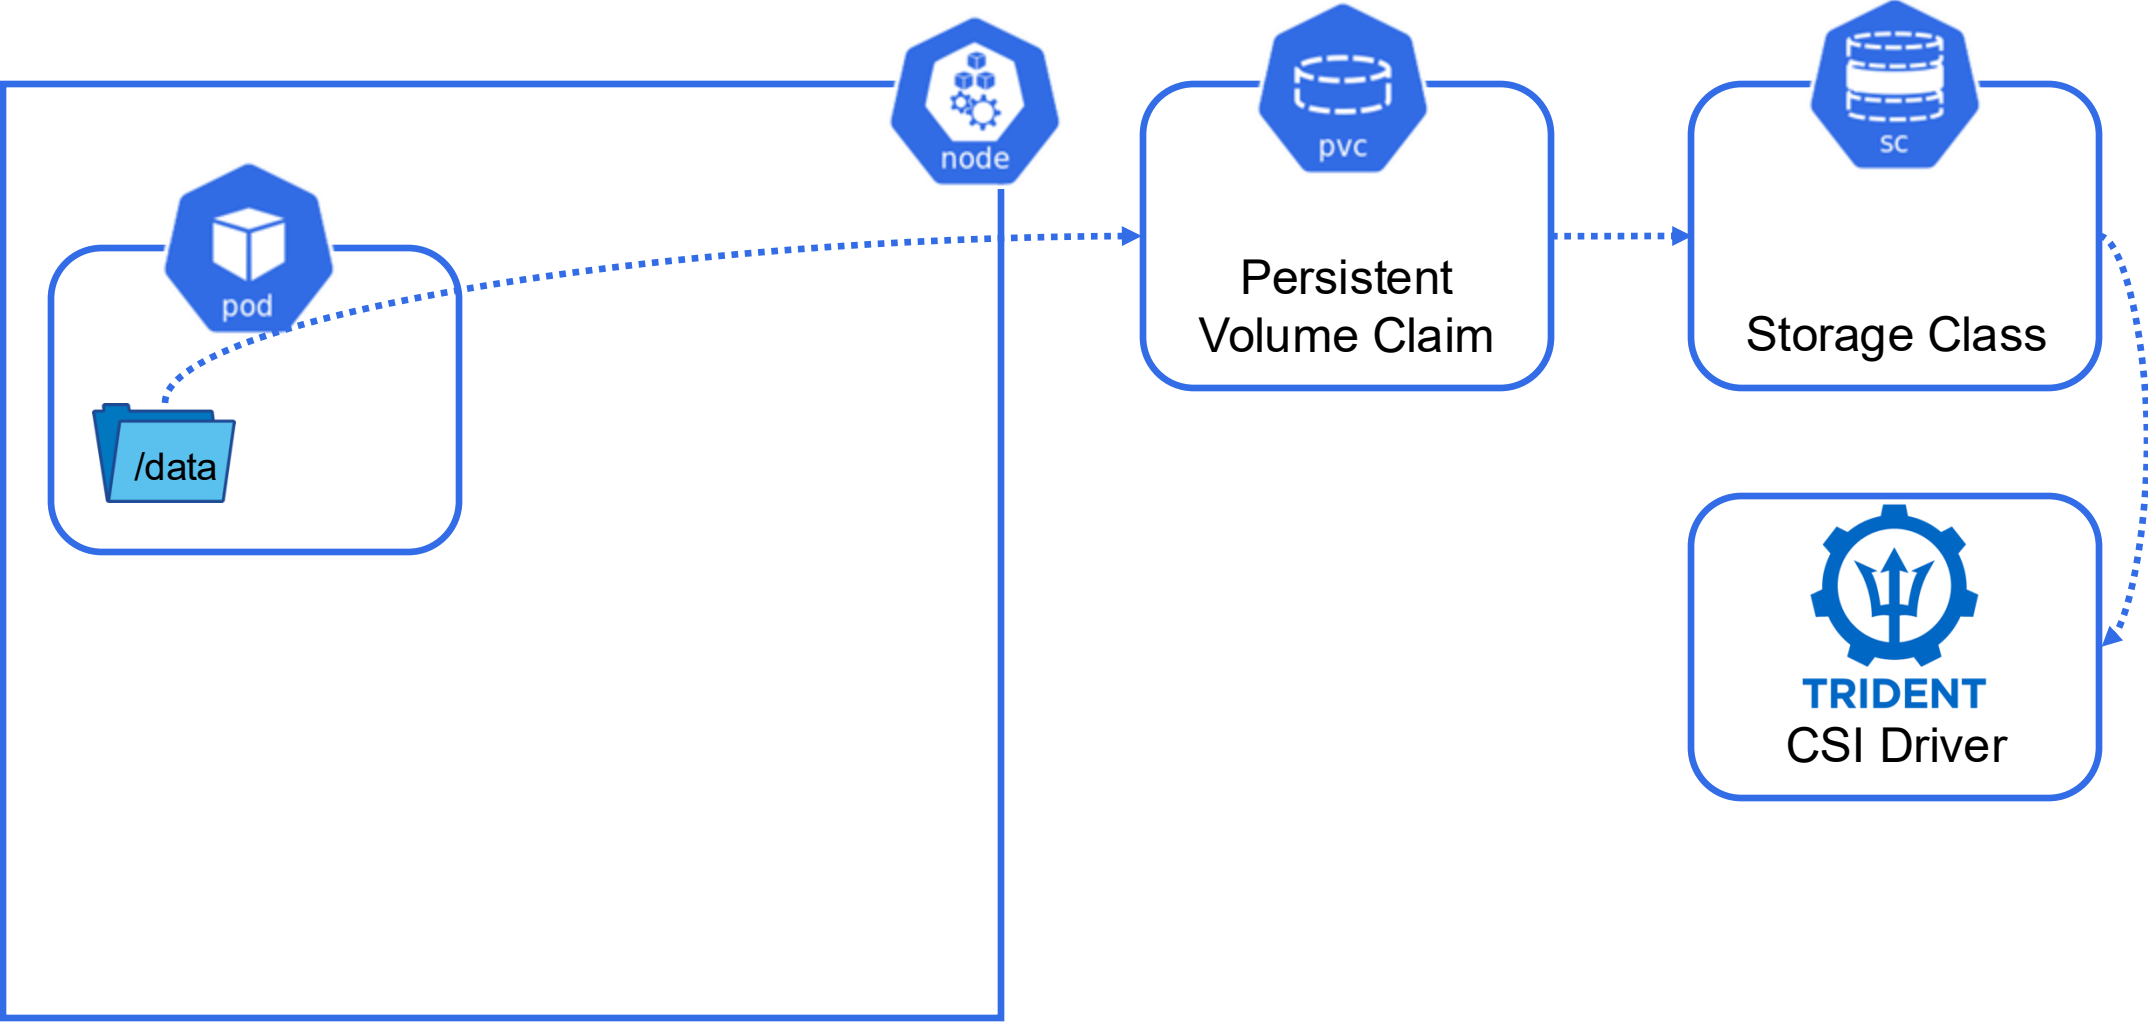 node
pod
/data
pvc
Persistent
Volume Claim
sc
Storage Class
TRIDENT
CSI Driver